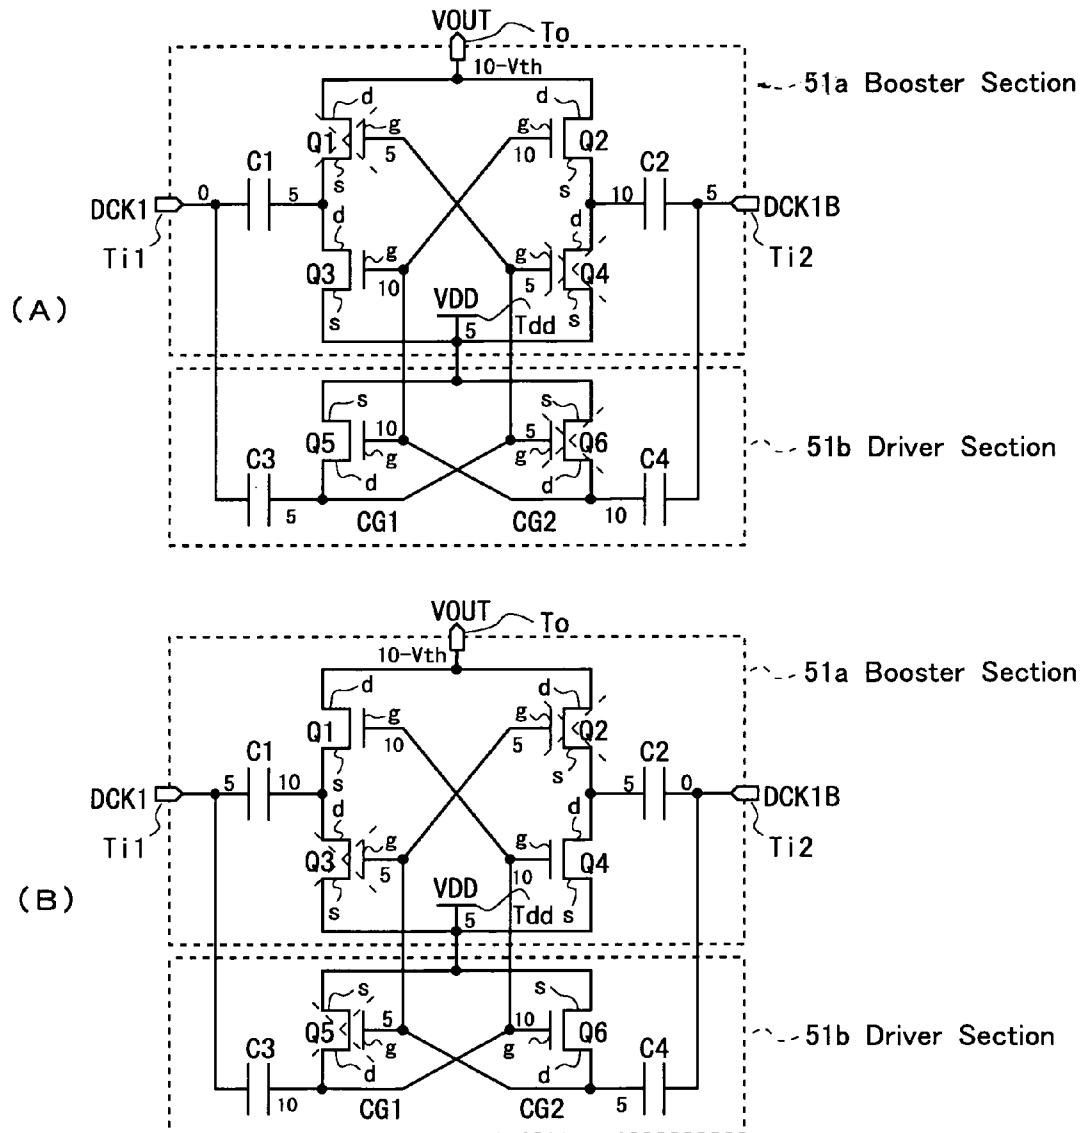 VOUT To
10-Vth
51a Booster Section
d d
g g
Q1 5 10 Q2
C1 s s C2
DCK1 0 5 10 5 DCK1B
Ti1 d d Ti2
g g
Q3 10 5 Q4
s VDD s
5 Tdd
(A)
s s
Q5 10 5 Q6
g g
51b Driver Section
C3 d d C4
5 CG1 CG2 10
VOUT To
10-Vth
51a Booster Section
d d
g g
Q1 10 5 Q2
C1 s s C2
DCK1 5 10 5 0 DCK1B
Ti1 d d Ti2
g g
Q3 5 10 Q4
s VDD s
5 Tdd
(B)
s s
Q5 5 10 Q6
g g
51b Driver Section
C3 d d C4
10 CG1 CG2 5